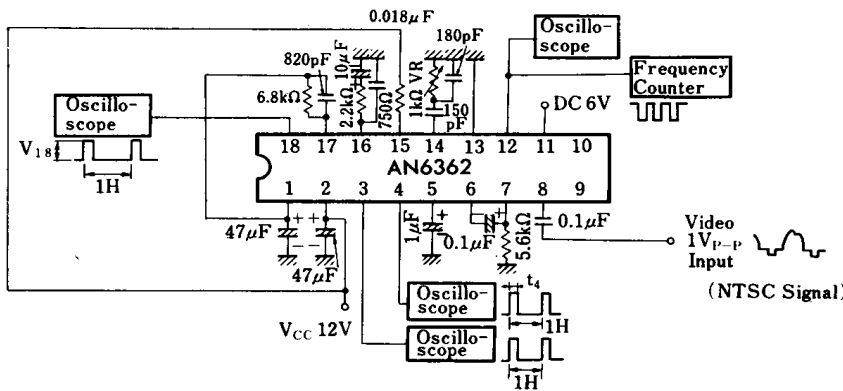 0.018μF
180pF
Oscillo-
scope
820pF
10μF
6.8kΩ
2.2kΩ
750Ω
1kΩ VR
150
pF
Frequency
Counter
DC 6V
Oscillo-
scope
V18
1H
18 17 16 15 14 13 12 11 10
AN6362
1 2 3 4 5 6 7 8 9
47μF
+ +
− −
47μF
1μF
+
0.1μF
+
5.6kΩ
0.1μF
Video
1VP-P
Input
(NTSC Signal)
VCC 12V
Oscillo-
scope
t4
1H
Oscillo-
scope
1H